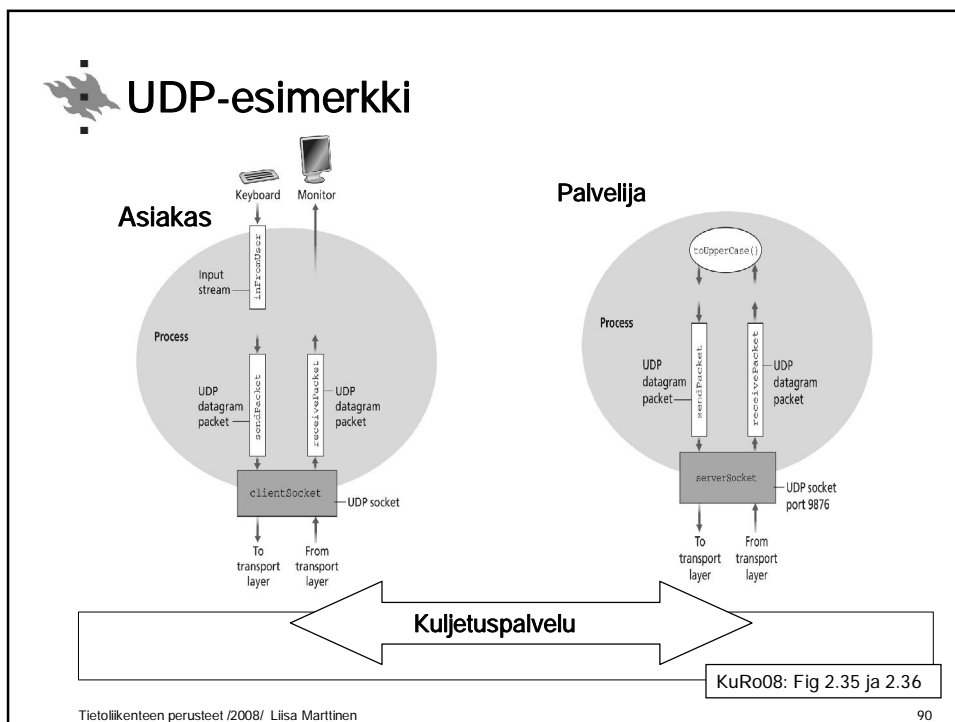 UDP-esimerkki
Keyboard
Monitor
Asiakas
Input
stream
inFromUser
Process
UDP
datagram
packet
sendPacket
receivePacket
UDP
datagram
packet
clientSocket
UDP socket
To
transport
layer
From
transport
layer
Palvelija
toUpperCase()
Process
UDP
datagram
packet
sendPacket
receivePacket
UDP
datagram
packet
serverSocket
UDP socket
port 9876
To
transport
layer
From
transport
layer
Kuljetuspalvelu
KuRo08: Fig 2.35 ja 2.36
Tietoliikenteen perusteet /2008/ Liisa Marttinen
90